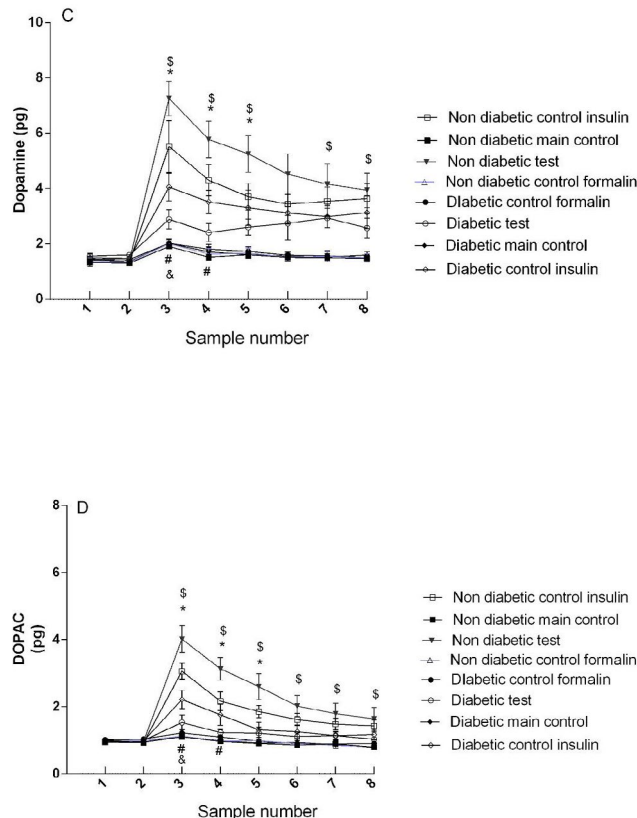 C
10
8
6
4
2
0
Dopamine (pg)
$
*
$
*
$
*
$
$
#
&
#
1 2 3 4 5 6 7 8
Sample number
Non diabetic control insulin
Non diabetic main control
Non diabetic test
Non diabetic control formalin
DIabetic control formalin
Diabetic test
Diabetic main control
Diabetic control insulin
D
8
6
4
2
0
DOPAC
(pg)
$
*
$
*
$
*
$
$
$
#
&
#
1 2 3 4 5 6 7 8
Sample number
Non diabetic control insulin
Non diabetic main control
Non diabetic test
Non diabetic control formalin
DIabetic control formalin
Diabetic test
Diabetic main control
Diabetic control insulin